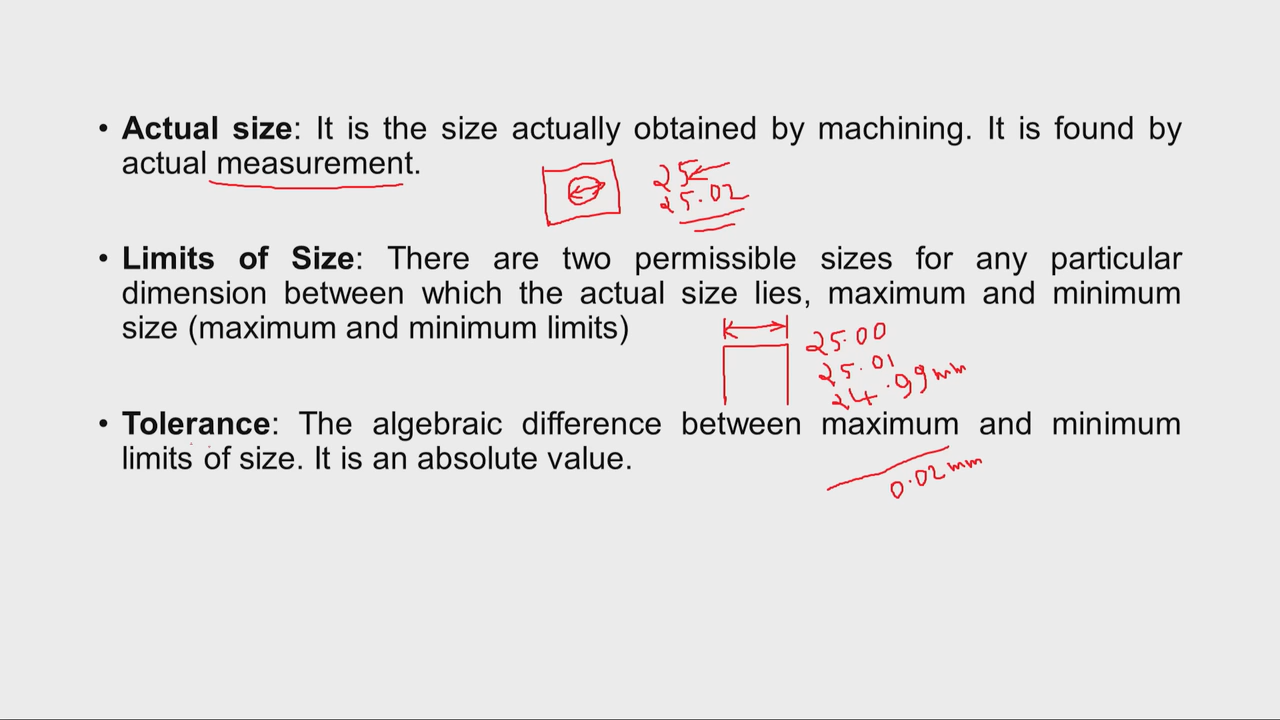 • Actual size: It is the size actually obtained by machining. It is found by
actual measurement.
25
25.02
• Limits of Size: There are two permissible sizes for any particular
dimension between which the actual size lies, maximum and minimum
size (maximum and minimum limits)
25.00
25.01
24.99 mm
• Tolerance: The algebraic difference between maximum and minimum
limits of size. It is an absolute value.
0.02 mm